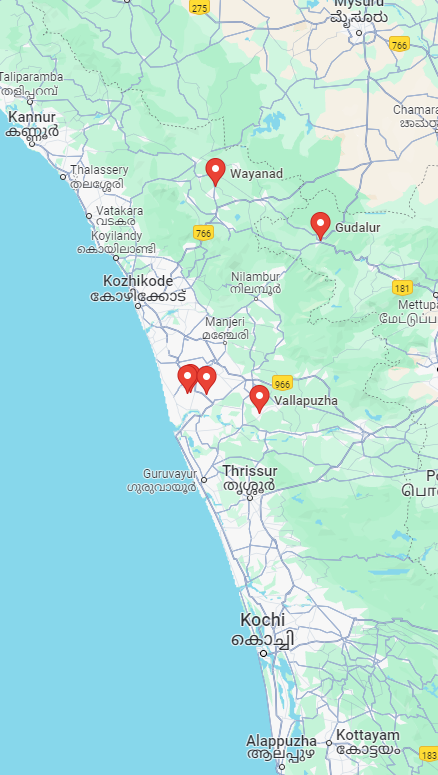 275
Mysuru
ಮೈಸೂರು
766
Taliparamba
തളിപ്പറമ്പ്
Kannur
കണ്ണൂർ
Chamara
ಚಾಮರಾ
Thalassery
തലശ്ശേരി
Wayanad
Vatakara
വടകര
Gudalur
766
Koyilandy
കൊയിലാണ്ടി
Nilambur
നിലമ്പൂർ
Kozhikode
കോഴിക്കോട്
181
Mettupa
മേട്ടുപ്പ
Manjeri
മഞ്ചേരി
966
Vallapuzha
Guruvayur
ഗുരുവായൂർ
Thrissur
തൃശ്ശൂർ
Po
പൊ
Kochi
കൊച്ചി
Alappuzha
ആലപ്പുഴ
Kottayam
കോട്ടയം
183